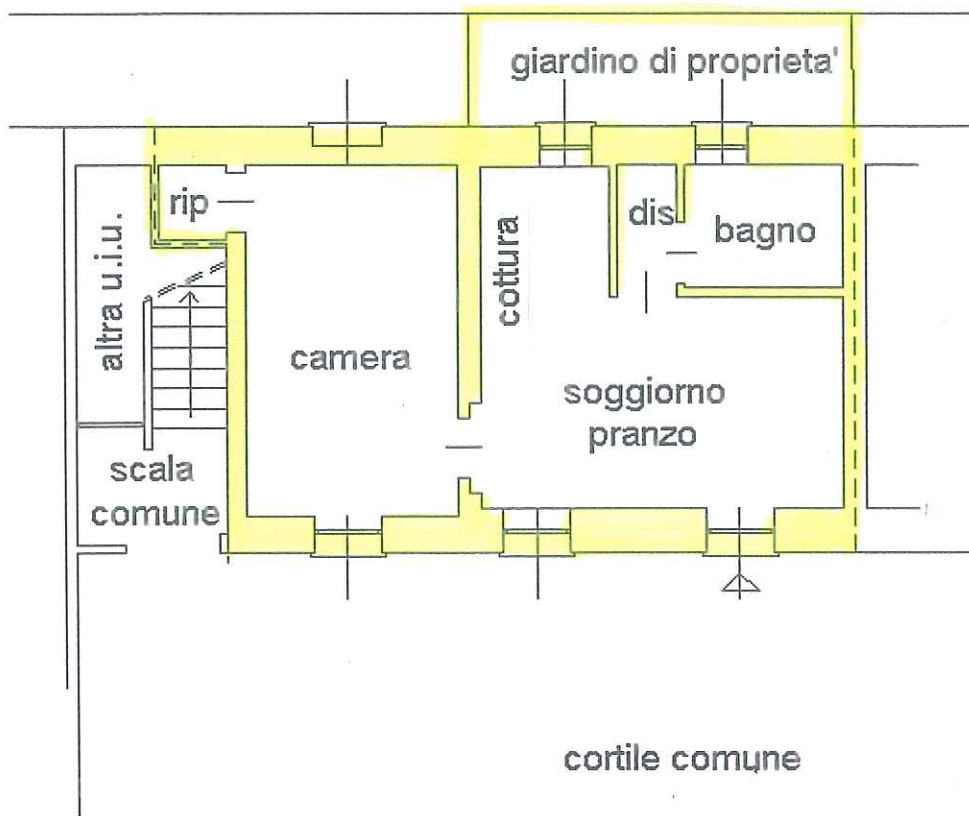 giardino di proprieta'
rip
dis
bagno
cottura
altra u.i.u.
camera
soggiorno
pranzo
scala
comune
cortile comune